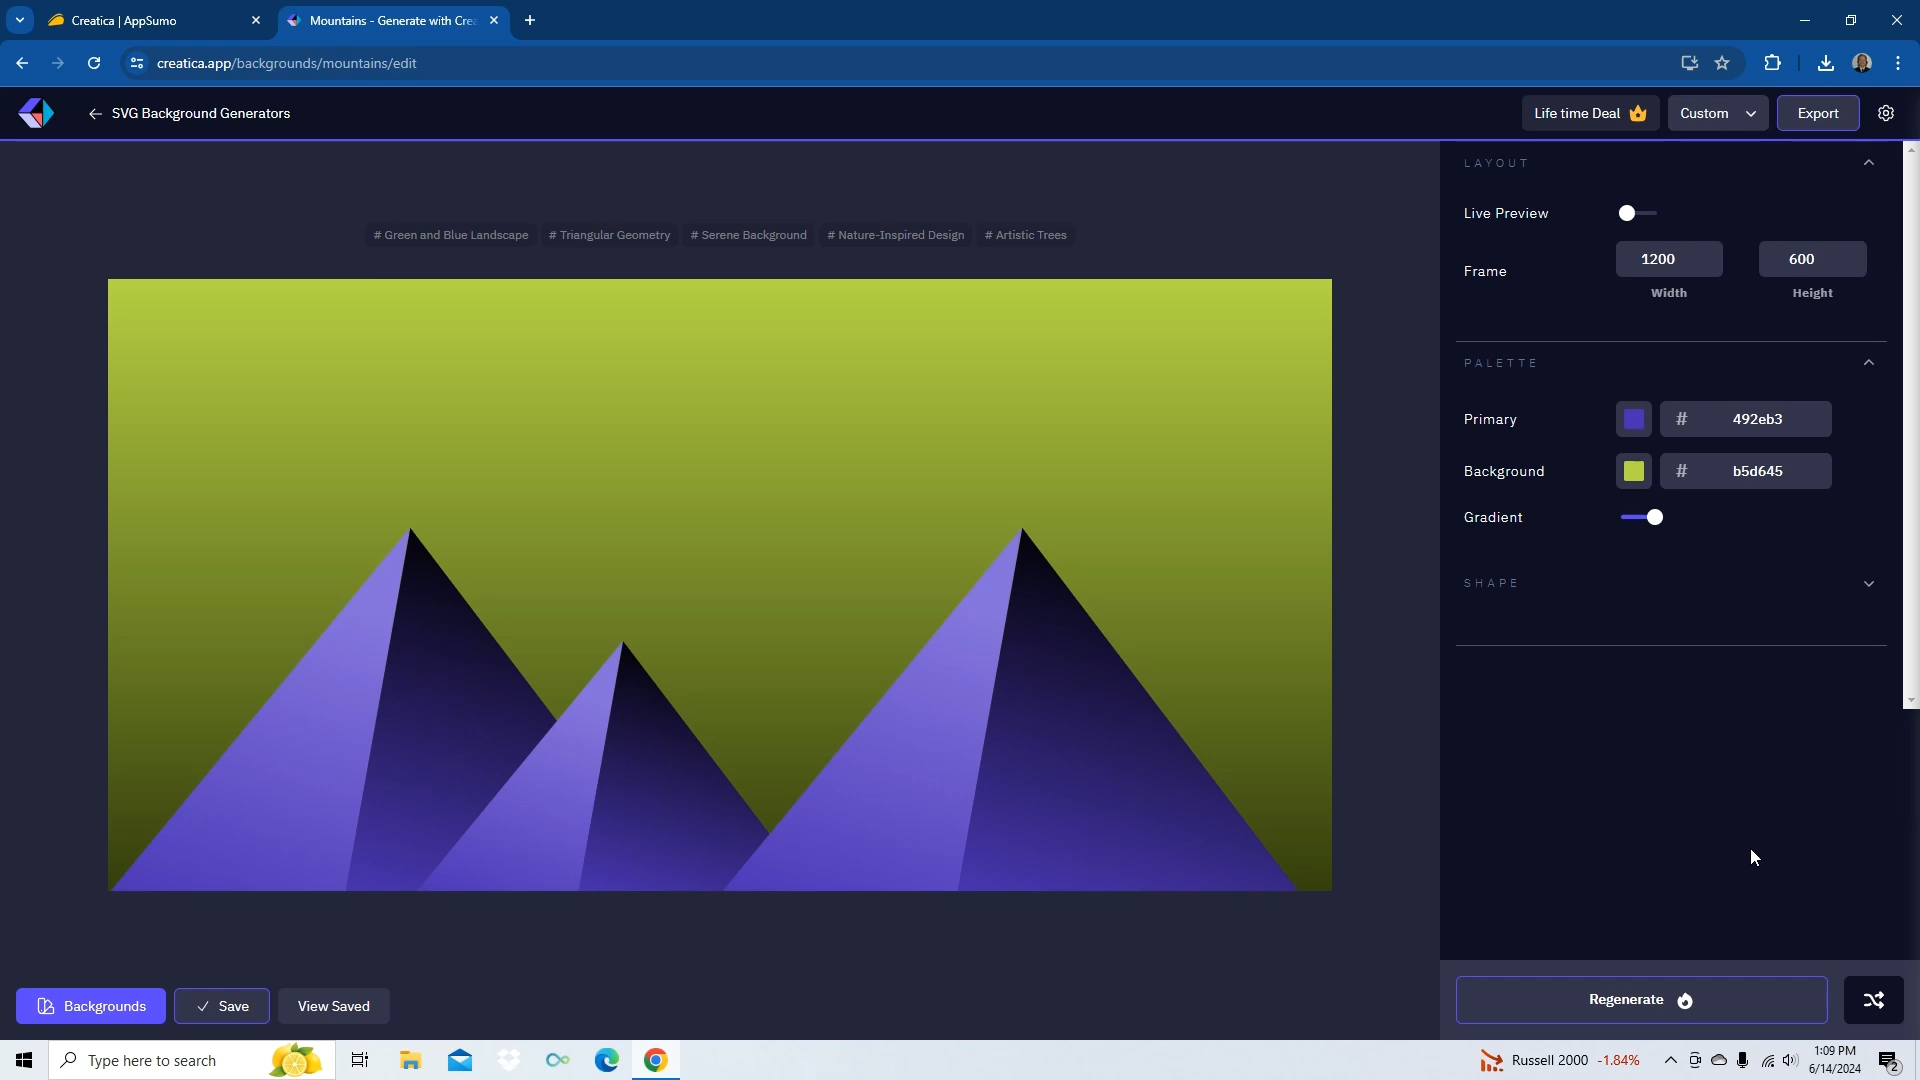 Creatica | AppSumo
Mountains - Generate with Crea
creatica.app/backgrounds/mountains/edit
SVG Background Generators
Life time Deal
Custom
Export
LAYOUT
Live Preview
# Green and Blue Landscape # Triangular Geometry # Serene Background # Nature-Inspired Design # Artistic Trees
Frame 1200 600
Width Height
PALETTE
Primary # 492eb3
Background # b5d645
Gradient
SHAPE
Backgrounds Save View Saved
Regenerate
Type here to search
Russell 2000 -1.84%
1:09 PM
6/14/2024
2